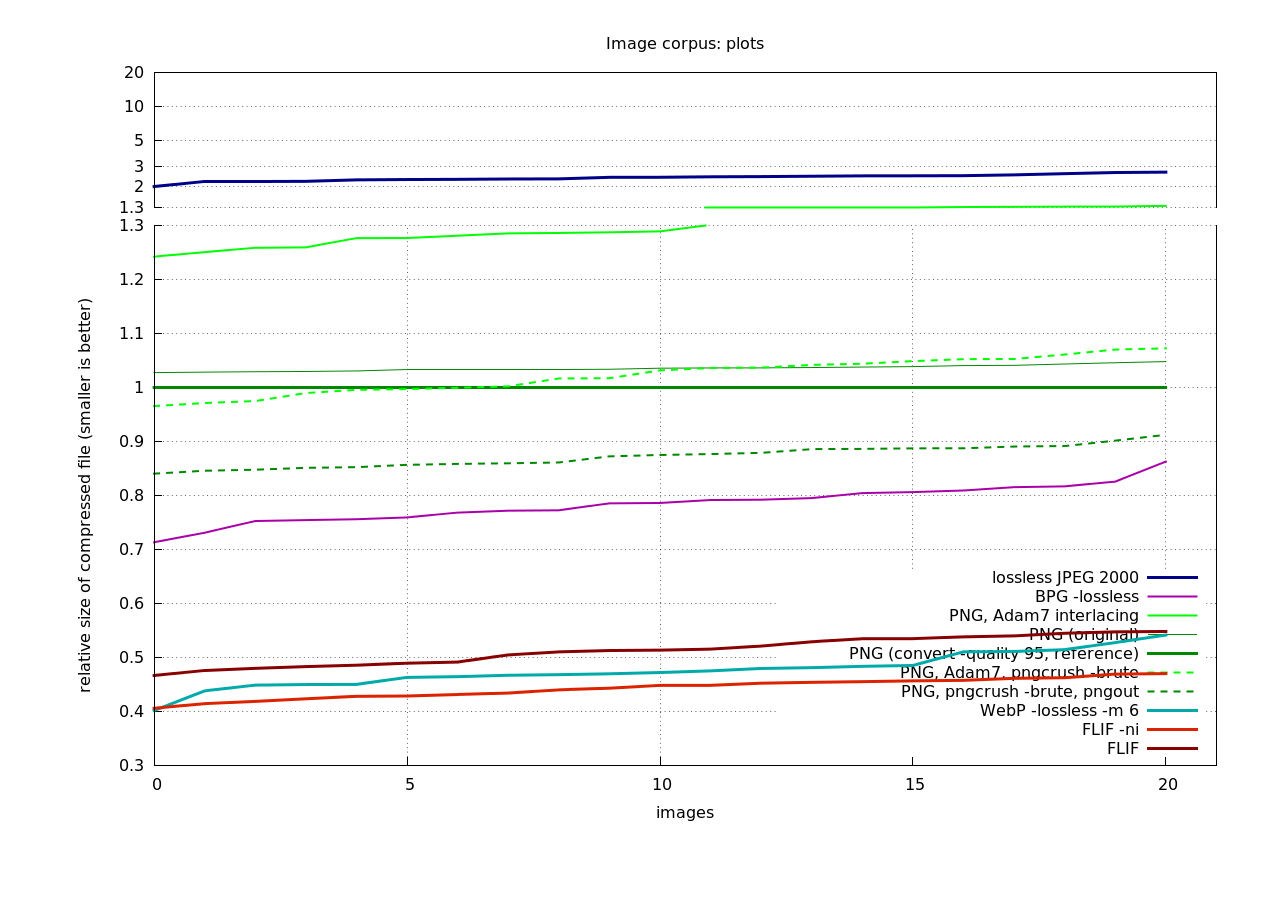 Image corpus: plots
20
10
5
3
2
1.3
1.3
1.2
1.1
1
0.9
0.8
0.7
0.6
0.5
0.4
0.3
relative size of compressed file (smaller is better)
lossless JPEG 2000
BPG -lossless
PNG, Adam7 interlacing
PNG (original)
PNG (convert -quality 95, reference)
PNG, Adam7, pngcrush -brute
PNG, pngcrush -brute, pngout
WebP -lossless -m 6
FLIF -ni
FLIF
0 5 10 15 20
images